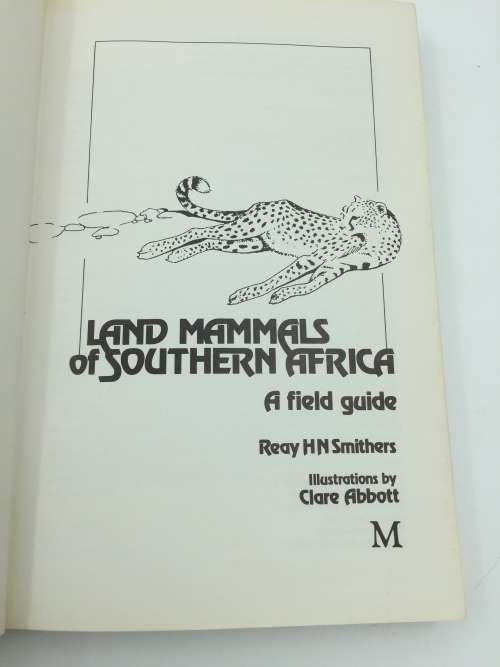 LAND MAMMALS
of SOUTHERN AFRICA
A field guide
Reay H N Smithers
Illustrations by
Clare Abbott
M